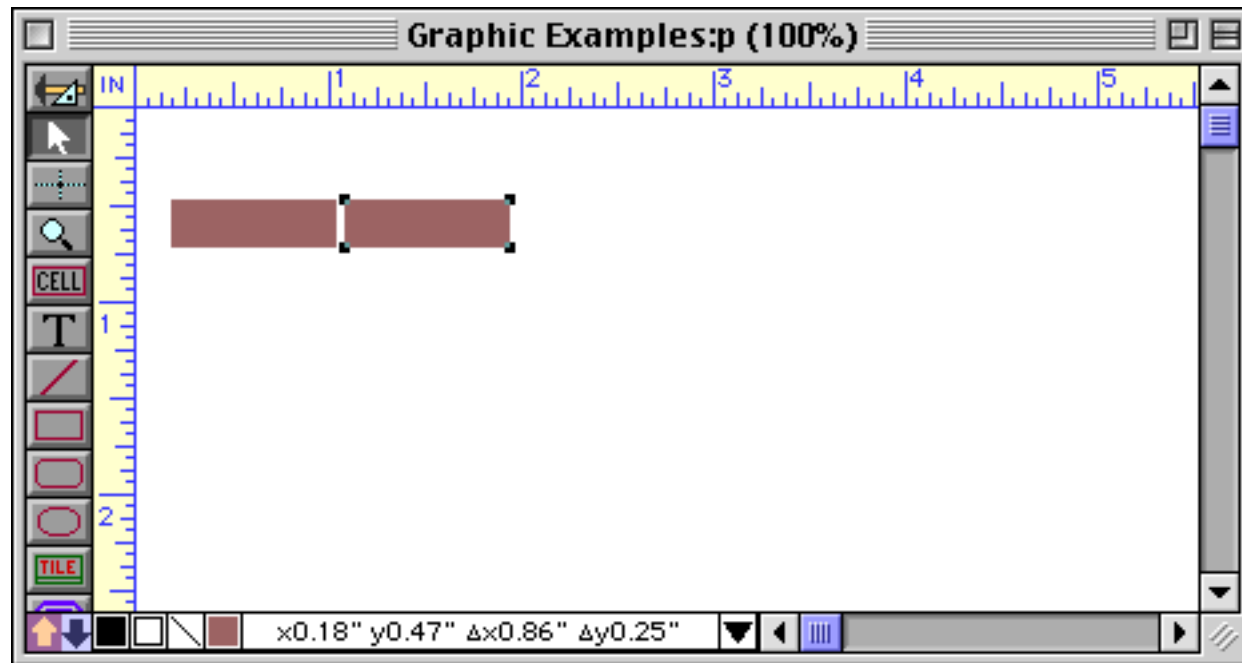 Graphic Examples:p (100%)
IN 1 2 3 4 5
CELL
T
1
2
TILE
x0.18" y0.47" Δx0.86" Δy0.25"